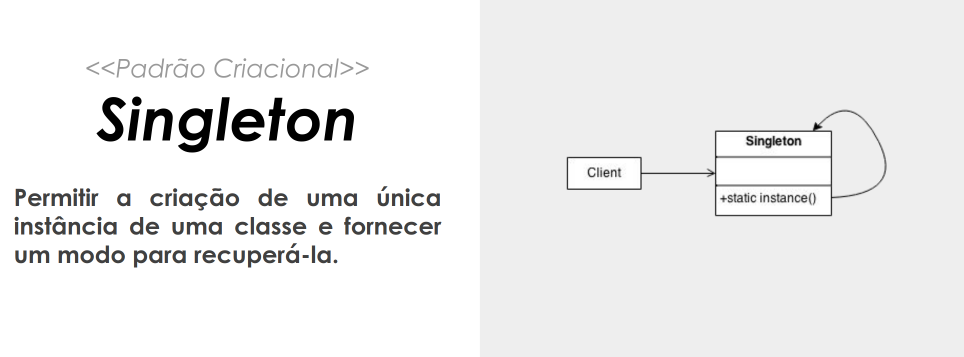 <<Padrão Criacional>>
Singleton
Permitir a criação de uma única
instância de uma classe e fornecer
um modo para recuperá-la.
Client
Singleton
+static instance()